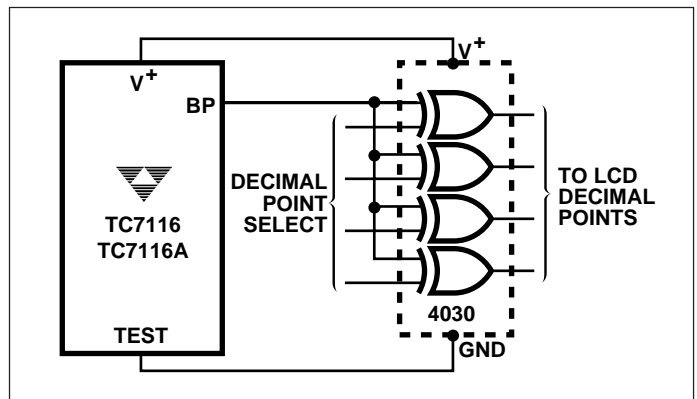 V+
V+
BP
DECIMAL
POINT
SELECT
TO LCD
DECIMAL
POINTS
TC7116
TC7116A
4030
TEST
GND